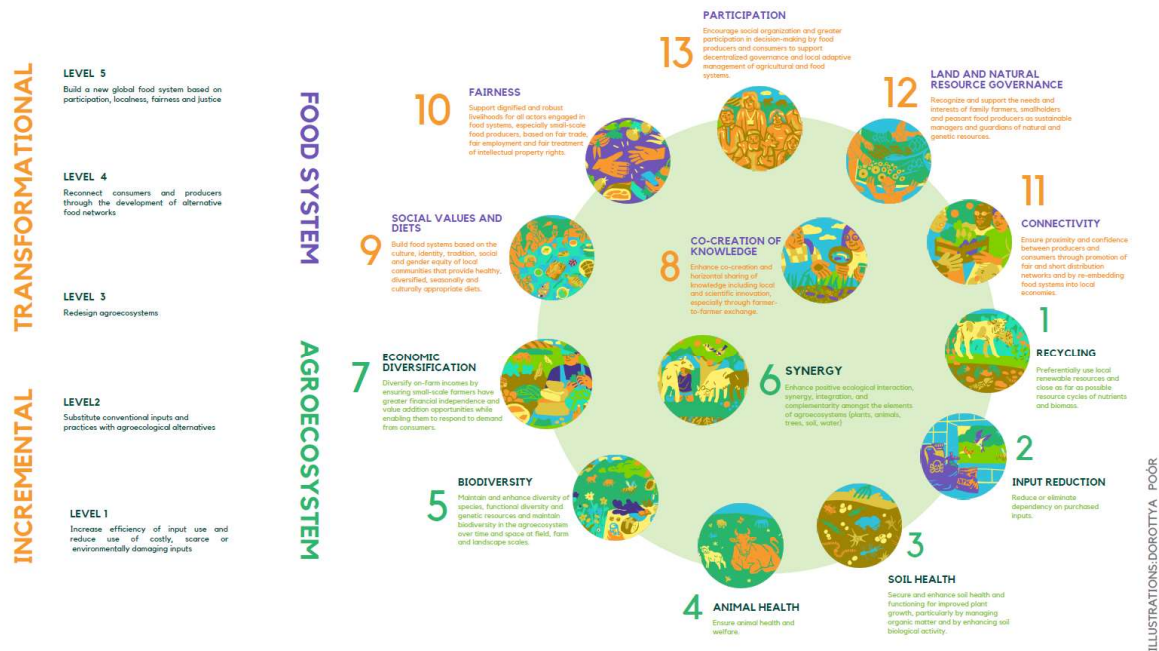 TRANSFORMATIONAL
INCREMENTAL
LEVEL 5
Build a new global food system based on
participation, localness, fairness and justice
LEVEL 4
Reconnect consumers and producers
through the development of alternative
food networks
LEVEL 3
Redesign agroecosystems
LEVEL2
Substitute conventional inputs and
practices with agroecological alternatives
LEVEL 1
Increase efficiency of input use and
reduce use of costly, scarce or
environmentally damaging inputs
FOOD SYSTEM
AGROECOSYSTEM
13
PARTICIPATION
Encourage social organization and greater
participation in decision-making by food
producers and consumers to support
decentralized governance and local adaptive
management of agricultural and food
systems.
12
LAND AND NATURAL
RESOURCE GOVERNANCE
Recognize and support the needs and
interests of family farmers, smallholders
and peasant food producers as sustainable
managers and guardians of natural and
genetic resources.
10
FAIRNESS
Support dignified and robust
livelihoods for all actors engaged in
food systems, especially small-scale
food producers, based on fair trade,
fair employment and fair treatment
of intellectual property rights.
11
CONNECTIVITY
Ensure proximity and confidence
between producers and
consumers through promotion of
fair and short distribution
networks and by re-embedding
food systems into local
economies.
9
SOCIAL VALUES AND
DIETS
Build food systems based on the
culture, identity, tradition, social
and gender equity of local
communities that provide healthy,
diversified, seasonally and
culturally appropriate diets.
8
CO-CREATION OF
KNOWLEDGE
Enhance co-creation and
horizontal sharing of
knowledge including local
and scientific innovation,
especially through farmer-
to-farmer exchange.
1
RECYCLING
Preferentially use local
renewable resources and
close as far as possible
resource cycles of nutrients
and biomass.
7
ECONOMIC
DIVERSIFICATION
Diversify on-farm incomes by
ensuring small-scale farmers have
greater financial independence and
value addition opportunities while
enabling them to respond to demand
from consumers.
6
SYNERGY
Enhance positive ecological interaction,
synergy, integration, and
complementarity amongst the elements
of agroecosystems (plants, animals,
trees, soil, water)
2
INPUT REDUCTION
Reduce or eliminate
dependency on purchased
inputs.
5
BIODIVERSITY
Maintain and enhance diversity of
species, functional diversity and
genetic resources and maintain
biodiversity in the agroecosystem
over time and space at field, farm
and landscape scales.
3
SOIL HEALTH
Secure and enhance soil health and
functioning for improved plant
growth, particularly by managing
organic matter and by enhancing soil
biological activity.
4
ANIMAL HEALTH
Ensure animal health and
welfare.
ILLUSTRATIONS:DOROTTYA POÓR